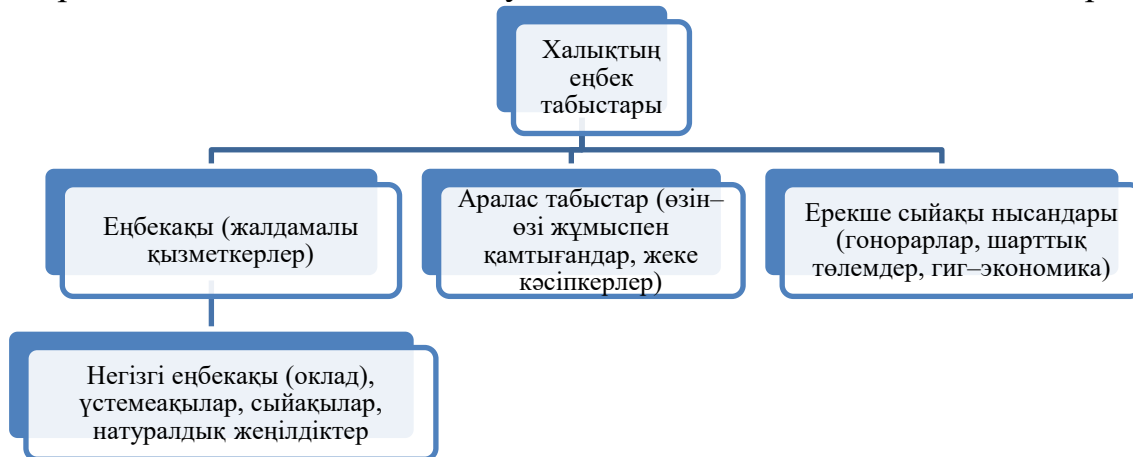 Халықтың
еңбек
табыстары
Еңбекақы (жалдамалы
қызметкерлер)
Аралас табыстар (өзін–
өзі жұмыспен
қамтығандар, жеке
кәсіпкерлер)
Ерекше сыйақы нысандары
(гонорарлар, шарттық
төлемдер, гиг–экономика)
Негізгі еңбекақы (оклад),
үстемеақылар, сыйақылар,
натуралдық жеңілдіктер